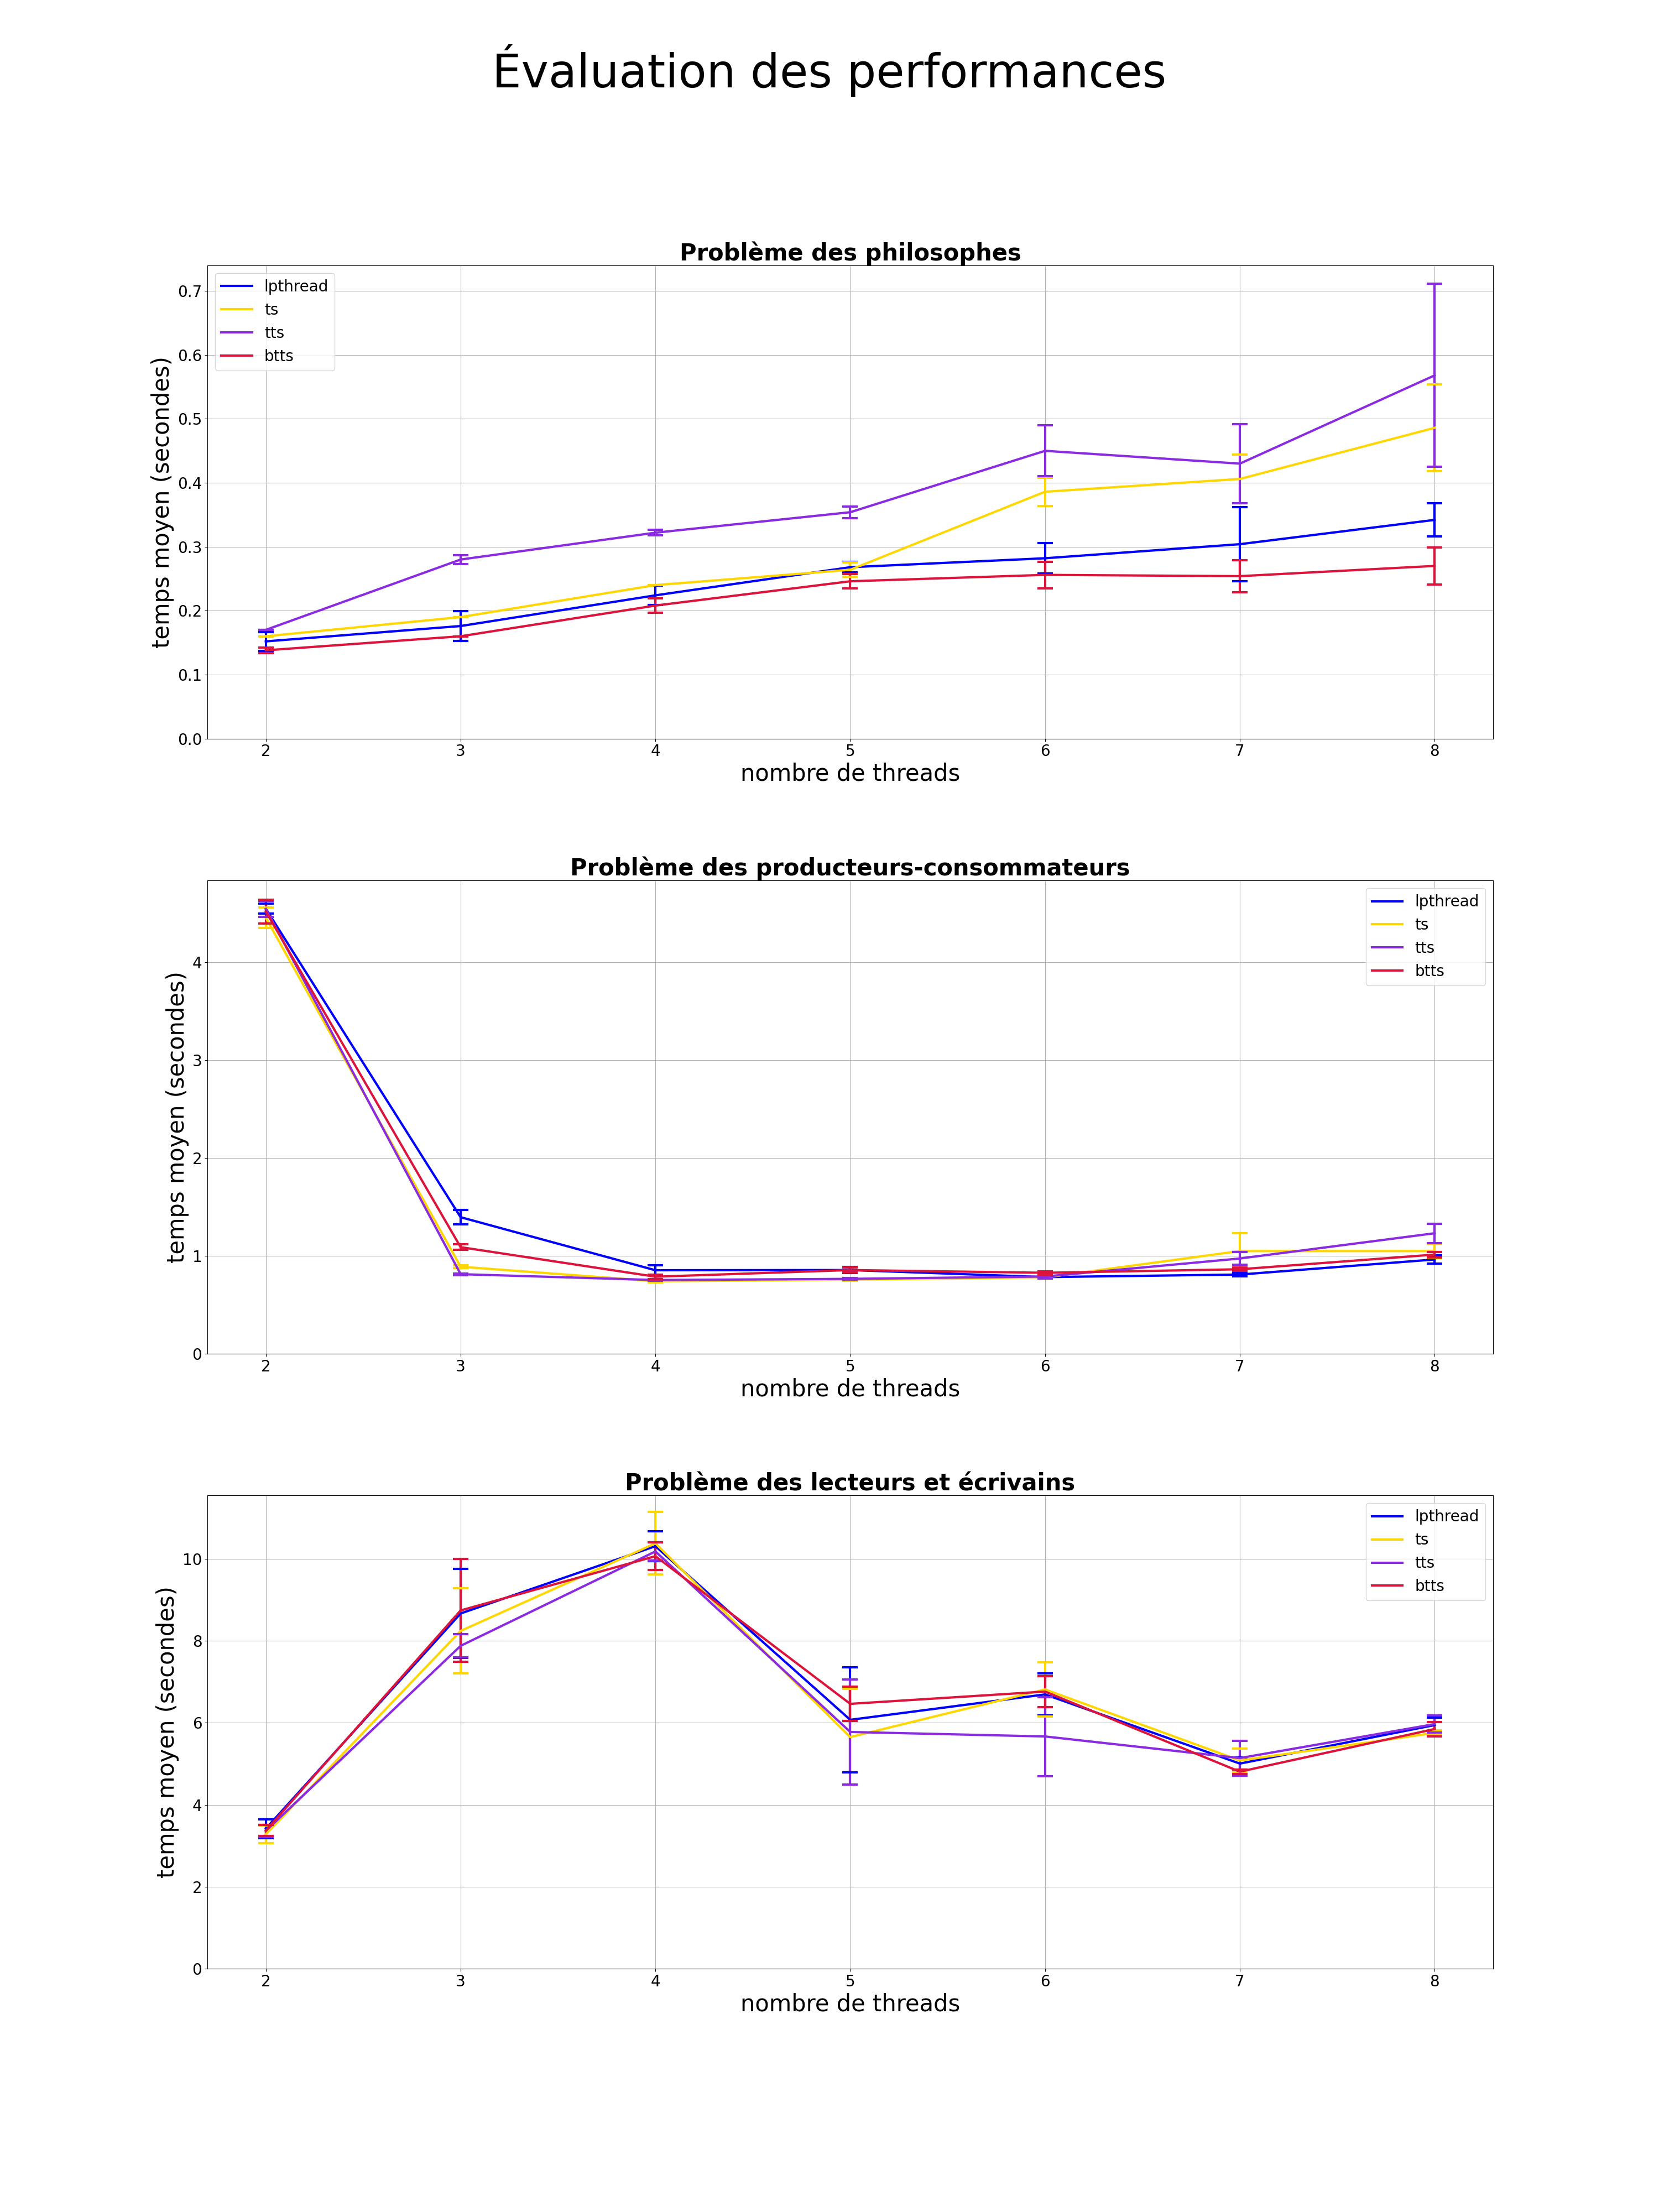 Évaluation des performances
Problème des philosophes
lpthread
ts
tts
btts
temps moyen (secondes)
0.7
0.6
0.5
0.4
0.3
0.2
0.1
0.0
2 3 4 5 6 7 8
nombre de threads
Problème des producteurs-consommateurs
lpthread
ts
tts
btts
temps moyen (secondes)
4
3
2
1
0
2 3 4 5 6 7 8
nombre de threads
Problème des lecteurs et écrivains
lpthread
ts
tts
btts
temps moyen (secondes)
10
8
6
4
2
0
2 3 4 5 6 7 8
nombre de threads